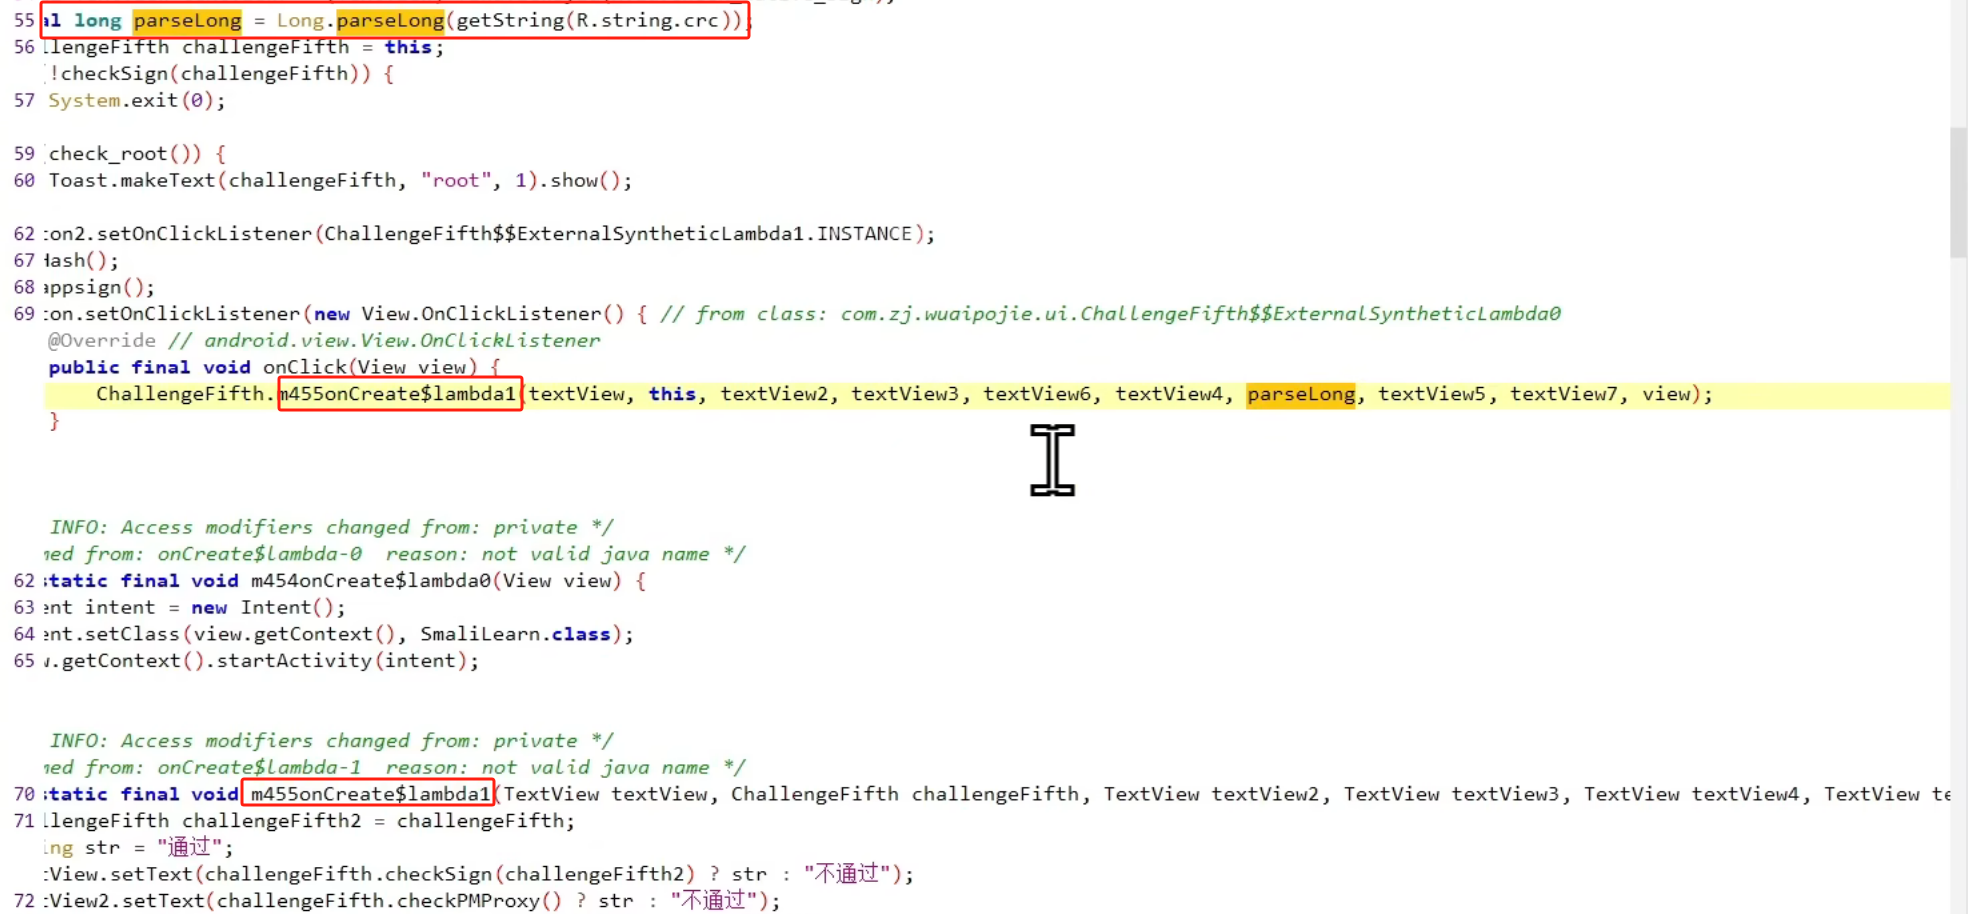 55 al long parseLong = Long.parseLong(getString(R.string.crc));
56 llengeFifth challengeFifth = this;
!checkSign(challengeFifth)) {
57 System.exit(0);
59 check_root()) {
60 Toast.makeText(challengeFifth, "root", 1).show();
62 ton2.setOnClickListener(ChallengeFifth$$ExternalSyntheticLambda1.INSTANCE);
67 Hash();
68 appsign();
69 ton.setOnClickListener(new View.OnClickListener() { // from class: com.zj.wuaipojie.ui.ChallengeFifth$$ExternalSyntheticLambda0
@Override // android.view.View.OnClickListener
public final void onClick(View view) {
ChallengeFifth.m455onCreate$lambda1(textView, this, textView2, textView3, textView6, textView4, parseLong, textView5, textView7, view);
}
INFO: Access modifiers changed from: private */
med from: onCreate$lambda-0 reason: not valid java name */
62 static final void m454onCreate$lambda0(View view) {
63 ent intent = new Intent();
64 ent.setClass(view.getContext(), SmaliLearn.class);
65 w.getContext().startActivity(intent);
INFO: Access modifiers changed from: private */
med from: onCreate$lambda-1 reason: not valid java name */
70 static final void m455onCreate$lambda1(TextView textView, ChallengeFifth challengeFifth, TextView textView2, TextView textView3, TextView textView4, TextView te
71 llengeFifth challengeFifth2 = challengeFifth;
ing str = "通过";
tView.setText(challengeFifth.checkSign(challengeFifth2) ? str : "不通过");
72 tView2.setText(challengeFifth.checkPMProxy() ? str : "不通过");